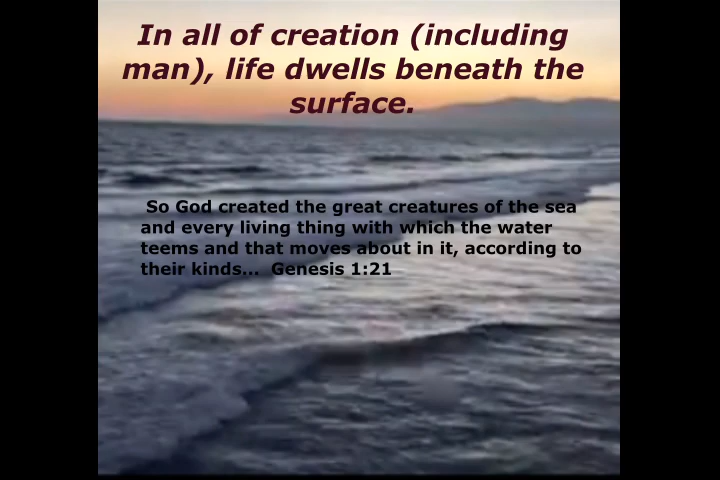 In all of creation (including
man), life dwells beneath the
surface.
So God created the great creatures of the sea
and every living thing with which the water
teems and that moves about in it, according to
their kinds... Genesis 1:21